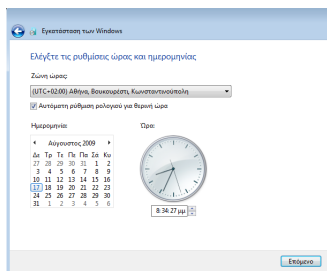 Εγκατάσταση των Windows
Ελέγξτε τις ρυθμίσεις ώρας και ημερομηνίας
Ζώνη ώρας:
(UTC+02:00) Αθήνα, Βουκουρέστι, Κωνσταντινούπολη
Αυτόματη ρύθμιση ρολογιού για θερινή ώρα
Ημερομηνία: Ώρα:
Αύγουστος 2009
Δε Τρ Τε Πε Πα Σά Κυ
27 28 29 30 31 1 2
3 4 5 6 7 8 9
10 11 12 13 14 15 16
17 18 19 20 21 22 23
24 25 26 27 28 29 30
31 1 2 3 4 5 6
8:34:27 μμ
Επόμενο